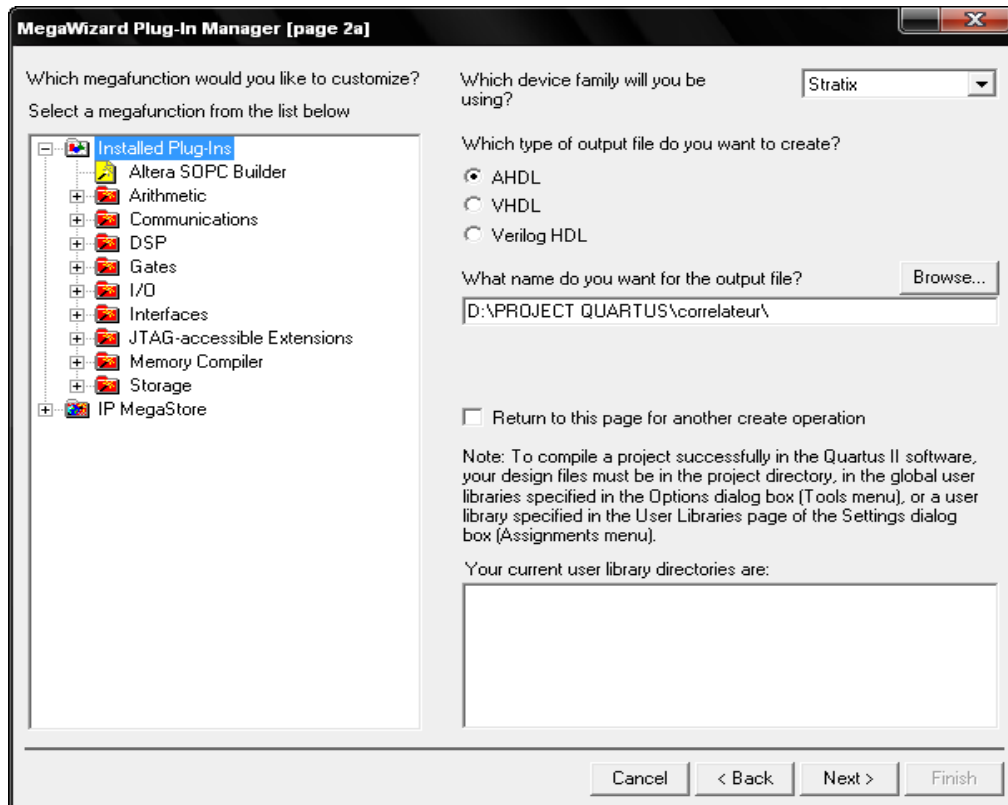 MegaWizard Plug-In Manager [page 2a]
Which megafunction would you like to customize?
Select a megafunction from the list below
Installed Plug-Ins
Altera SOPC Builder
Arithmetic
Communications
DSP
Gates
I/O
Interfaces
JTAG-accessible Extensions
Memory Compiler
Storage
IP MegaStore
Which device family will you be
using?
Stratix
Which type of output file do you want to create?
AHDL
VHDL
Verilog HDL
What name do you want for the output file?
Browse...
D:\PROJECT QUARTUS\correlateur\
Return to this page for another create operation
Note: To compile a project successfully in the Quartus II software,
your design files must be in the project directory, in the global user
libraries specified in the Options dialog box (Tools menu), or a user
library specified in the User Libraries page of the Settings dialog
box (Assignments menu).
Your current user library directories are:
Cancel
< Back
Next >
Finish